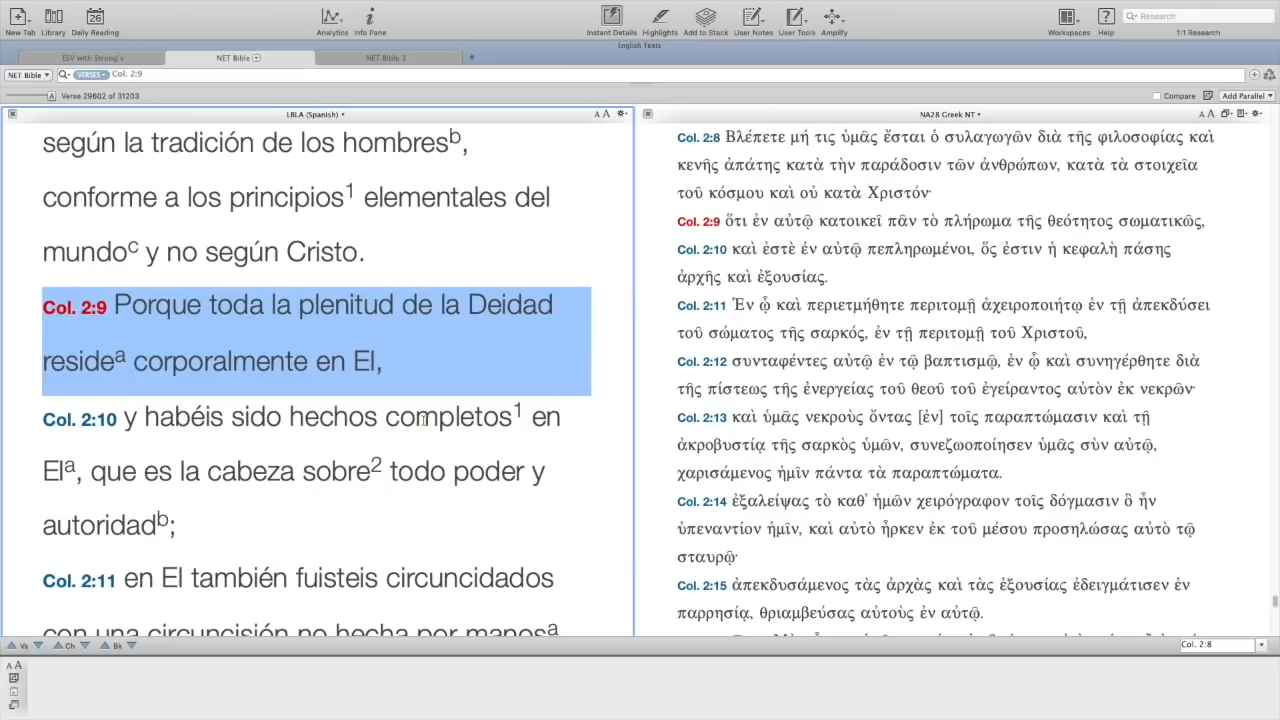 New Tab
Library
26
Daily Reading
Analytics
Info Pane
Instant Details
Highlights
Add to Stack
User Notes
User Tools
Amplify
Workspaces
Help
Research
1:1 Research
English Texts
ESV with Strong's
NET Bible
NET Bible 3
+
NET Bible
VERSES
Col. 2:9
Verse 29602 of 31203
Compare
Add Parallel
LBLA (Spanish)
según la tradición de los hombresᵇ,
conforme a los principios¹ elementales del
mundoᶜ y no según Cristo.
Col. 2:9 Porque toda la plenitud de la Deidad
resideᵃ corporalmente en El,
Col. 2:10 y habéis sido hechos completos¹ en
Elᵃ, que es la cabeza sobre² todo poder y
autoridadᵇ;
Col. 2:11 en El también fuisteis circuncidados
con una circuncisión no hecha por manosᵃ
NA28 Greek NT
Col. 2:8 Βλέπετε μή τις ὑμᾶς ἔσται ὁ συλαγωγῶν διὰ τῆς φιλοσοφίας καὶ
κενῆς ἀπάτης κατὰ τὴν παράδοσιν τῶν ἀνθρώπων, κατὰ τὰ στοιχεῖα
τοῦ κόσμου καὶ οὐ κατὰ Χριστόν·
Col. 2:9 ὅτι ἐν αὐτῷ κατοικεῖ πᾶν τὸ πλήρωμα τῆς θεότητος σωματικῶς,
Col. 2:10 καὶ ἐστὲ ἐν αὐτῷ πεπληρωμένοι, ὅς ἐστιν ἡ κεφαλὴ πάσης
ἀρχῆς καὶ ἐξουσίας.
Col. 2:11 Ἐν ᾧ καὶ περιετμήθητε περιτομῇ ἀχειροποιήτῳ ἐν τῇ ἀπεκδύσει
τοῦ σώματος τῆς σαρκός, ἐν τῇ περιτομῇ τοῦ Χριστοῦ,
Col. 2:12 συνταφέντες αὐτῷ ἐν τῷ βαπτισμῷ, ἐν ᾧ καὶ συνηγέρθητε διὰ
τῆς πίστεως τῆς ἐνεργείας τοῦ θεοῦ τοῦ ἐγείραντος αὐτὸν ἐκ νεκρῶν·
Col. 2:13 καὶ ὑμᾶς νεκροὺς ὄντας [ἐν] τοῖς παραπτώμασιν καὶ τῇ
ἀκροβυστίᾳ τῆς σαρκὸς ὑμῶν, συνεζωοποίησεν ὑμᾶς σὺν αὐτῷ,
χαρισάμενος ἡμῖν πάντα τὰ παραπτώματα.
Col. 2:14 ἐξαλείψας τὸ καθ’ ἡμῶν χειρόγραφον τοῖς δόγμασιν ὃ ἦν
ὑπεναντίον ἡμῖν, καὶ αὐτὸ ἦρκεν ἐκ τοῦ μέσου προσηλώσας αὐτὸ τῷ
σταυρῷ·
Col. 2:15 ἀπεκδυσάμενος τὰς ἀρχὰς καὶ τὰς ἐξουσίας ἐδειγμάτισεν ἐν
παρρησίᾳ, θριαμβεύσας αὐτοὺς ἐν αὐτῷ.
Vs
Ch
Bk
Col. 2:8